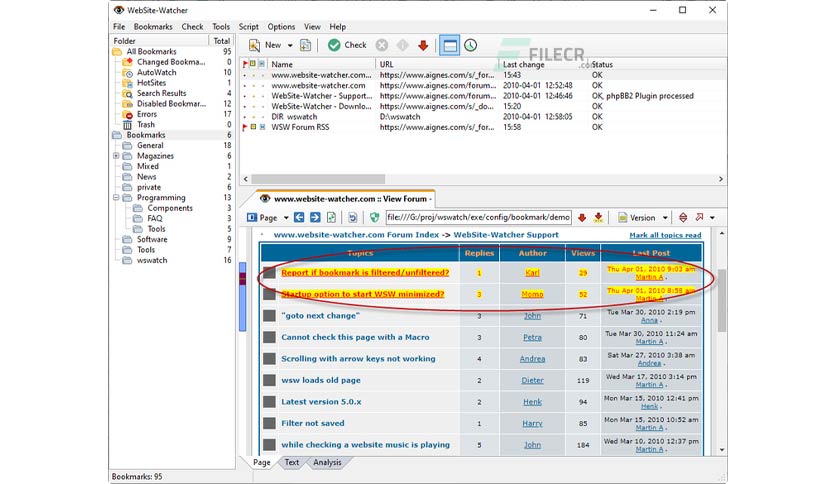 WebSite-Watcher
File Bookmarks Check Tools Script Options View Help
Folder Total
All Bookmarks 95
Changed Bookma...
AutoWatch 10
HotSites 1
Search Results 4
Disabled Bookmar... 12
Errors 17
Trash 0
Bookmarks 6
General 18
Magazines 6
Mixed 1
News 2
private 6
Programming 13
Components 3
FAQ 3
Tools 5
Software 9
Tools 7
wswatch 16
New Check
FILECR
.com
Name URL Last change Status
www.website-watcher.com... https://www.aignes.com/s/_for... 15:43 OK
www.website-watcher.com https://www.aignes.com/forum... 2010-04-01 12:52:48 OK
WebSite-Watcher - Support... https://www.aignes.com/forum... 2010-04-01 12:46:46 OK, phpBB2 Plugin processed
WebSite-Watcher - Downlo... https://www.aignes.com/s/_do... 15:20 OK
DIR wswatch D:\wswatch 2010-04-01 12:58:05 OK
WSW Forum RSS https://www.aignes.com/s/_for... 15:58 OK
www.website-watcher.com :: View Forum -
Page file:///G:/proj/wswatch/exe/config/bookmark/demo Version
www.website-watcher.com Forum Index -> WebSite-Watcher Support Mark all topics read
Topics Replies Author Views Last Post
Report if bookmark is filtered/unfiltered? 1 Karl 29 Thu Apr 01, 2010 9:03 am
Martin A.
Startup option to start WSW minimized? 3 Momo 52 Thu Apr 01, 2010 8:58 am
Martin A.
"goto next change" 3 John 71 Tue Mar 30, 2010 2:19 pm
Anna.
Cannot check this page with a Macro 3 Petra 80 Tue Mar 30, 2010 11:24 am
Martin A.
Scrolling with arrow keys not working 4 Andrea 83 Sat Mar 27, 2010 3:38 am
Andrea.
wsw loads old page 2 Dieter 119 Wed Mar 17, 2010 3:14 pm
Martin A.
Latest version 5.0.x 2 Henk 94 Mon Mar 15, 2010 12:41 pm
Henk.
Filter not saved 1 Harry 85 Mon Mar 15, 2010 10:52 am
Martin A.
while checking a website music is playing 5 John 184 Wed Mar 10, 2010 12:37 pm
Martin A.
Page Text Analysis
Bookmarks: 95